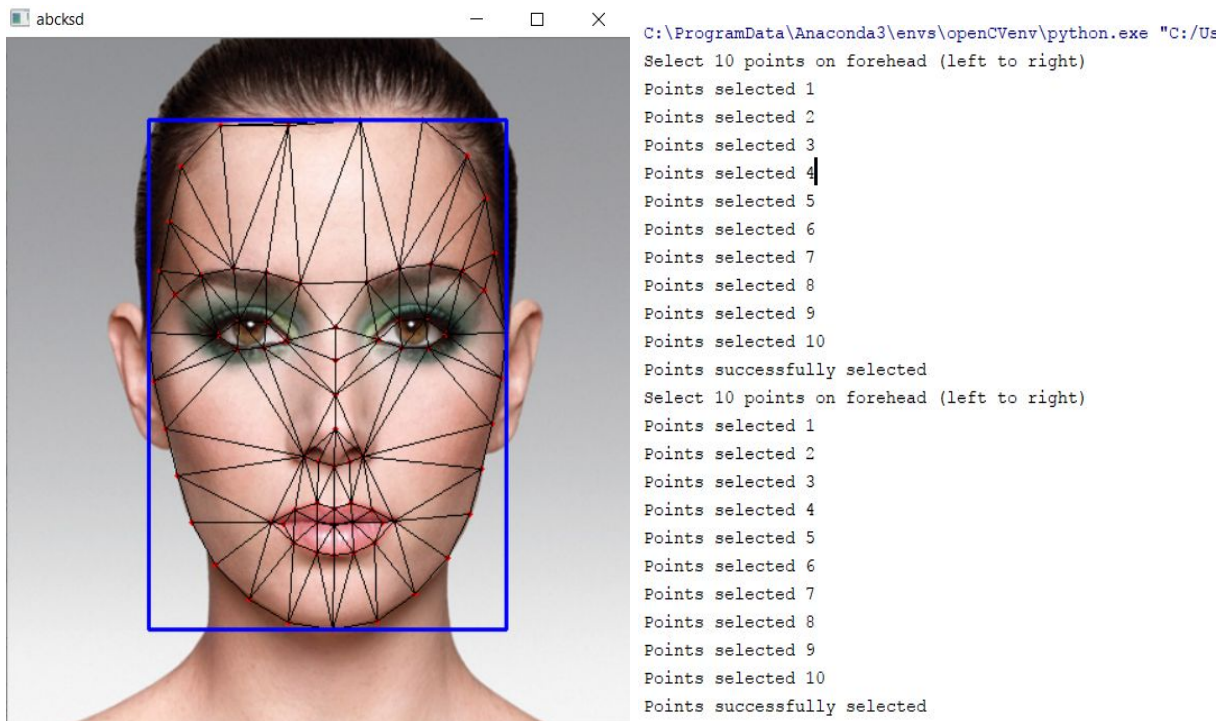 abcksd
C:\ProgramData\Anaconda3\envs\openCVenv\python.exe "C:/Us
Select 10 points on forehead (left to right)
Points selected 1
Points selected 2
Points selected 3
Points selected 4
Points selected 5
Points selected 6
Points selected 7
Points selected 8
Points selected 9
Points selected 10
Points successfully selected
Select 10 points on forehead (left to right)
Points selected 1
Points selected 2
Points selected 3
Points selected 4
Points selected 5
Points selected 6
Points selected 7
Points selected 8
Points selected 9
Points selected 10
Points successfully selected